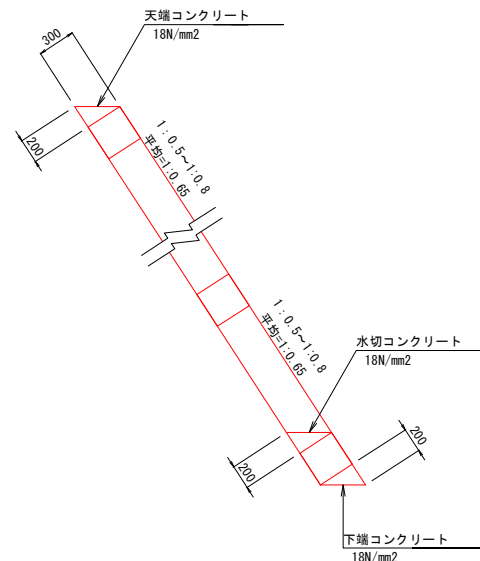 天端コンクリート
18N/mm2
300
200
1：0.5～1:0.8
平均=1:0.65
1：0.5～1:0.8
平均=1:0.65
水切コンクリート
18N/mm2
200
200
下端コンクリート
18N/mm2